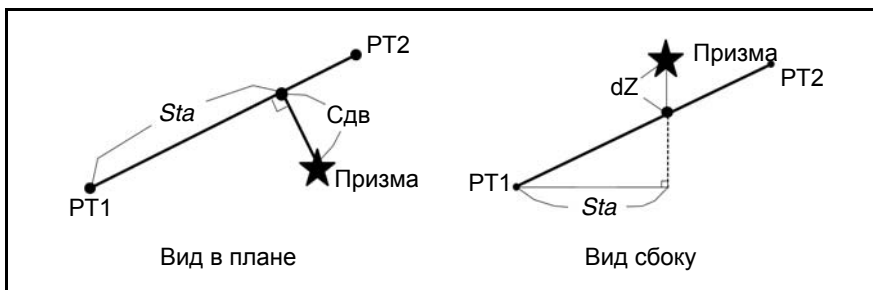 PT2
Sta
Сдв
Призма
PT1
Вид в плане
Призма
PT2
dZ
PT1
Sta
Вид сбоку